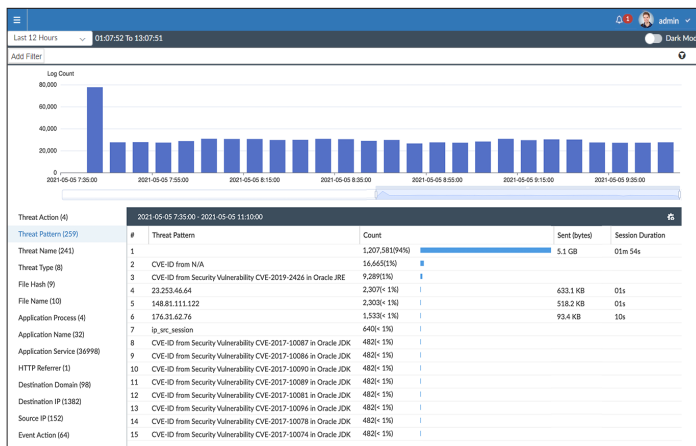 1 admin
Last 12 Hours 01:07:52 To 13:07:51 Dark Mod
Add Filter
Log Count
80,000
60,000
40,000
20,000
0
2021-05-05 7:35:00 2021-05-05 7:55:00 2021-05-05 8:15:00 2021-05-05 8:35:00 2021-05-05 8:55:00 2021-05-05 9:15:00 2021-05-05 9:35:00
Threat Action (4)
Threat Pattern (259)
Threat Name (241)
Threat Type (8)
File Hash (9)
File Name (10)
Application Process (4)
Application Name (32)
Application Service (36998)
HTTP Referrer (1)
Destination Domain (98)
Destination IP (1382)
Source IP (152)
Event Action (64)
2021-05-05 7:35:00 - 2021-05-05 11:10:00
# Threat Pattern Count Sent (bytes) Session Duration
1 1,207,581(94%) 5.1 GB 01m 54s
2 CVE-ID from N/A 16,665(1%)
3 CVE-ID from Security Vulnerability CVE-2019-2426 in Oracle JRE 9,289(1%)
4 23.253.46.64 2,307(< 1%) 633.1 KB 01s
5 148.81.111.122 2,303(< 1%) 518.2 KB 01s
6 176.31.62.76 1,533(< 1%) 93.4 KB 10s
7 ip_src_session 640(< 1%)
8 CVE-ID from Security Vulnerability CVE-2017-10087 in Oracle JDK 482(< 1%)
9 CVE-ID from Security Vulnerability CVE-2017-10086 in Oracle JDK 482(< 1%)
10 CVE-ID from Security Vulnerability CVE-2017-10090 in Oracle JDK 482(< 1%)
11 CVE-ID from Security Vulnerability CVE-2017-10089 in Oracle JDK 482(< 1%)
12 CVE-ID from Security Vulnerability CVE-2017-10081 in Oracle JDK 482(< 1%)
13 CVE-ID from Security Vulnerability CVE-2017-10096 in Oracle JDK 482(< 1%)
14 CVE-ID from Security Vulnerability CVE-2017-10078 in Oracle JDK 482(< 1%)
15 CVE-ID from Security Vulnerability CVE-2017-10074 in Oracle JDK 482(< 1%)